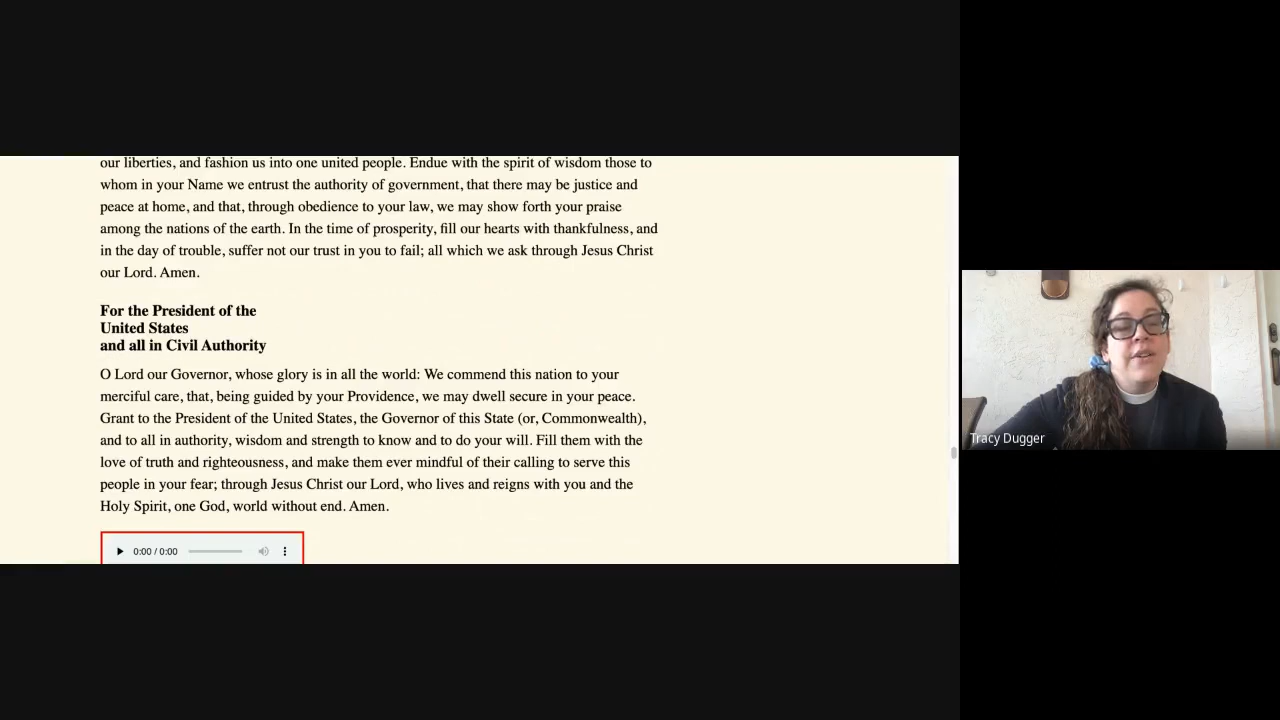 our liberties, and fashion us into one united people. Endue with the spirit of wisdom those to
whom in your Name we entrust the authority of government, that there may be justice and
peace at home, and that, through obedience to your law, we may show forth your praise
among the nations of the earth. In the time of prosperity, fill our hearts with thankfulness, and
in the day of trouble, suffer not our trust in you to fail; all which we ask through Jesus Christ
our Lord. Amen.
For the President of the
United States
and all in Civil Authority
O Lord our Governor, whose glory is in all the world: We commend this nation to your
merciful care, that, being guided by your Providence, we may dwell secure in your peace.
Grant to the President of the United States, the Governor of this State (or, Commonwealth),
and to all in authority, wisdom and strength to know and to do your will. Fill them with the
love of truth and righteousness, and make them ever mindful of their calling to serve this
people in your fear; through Jesus Christ our Lord, who lives and reigns with you and the
Holy Spirit, one God, world without end. Amen.
0:00 / 0:00
Tracy Dugger